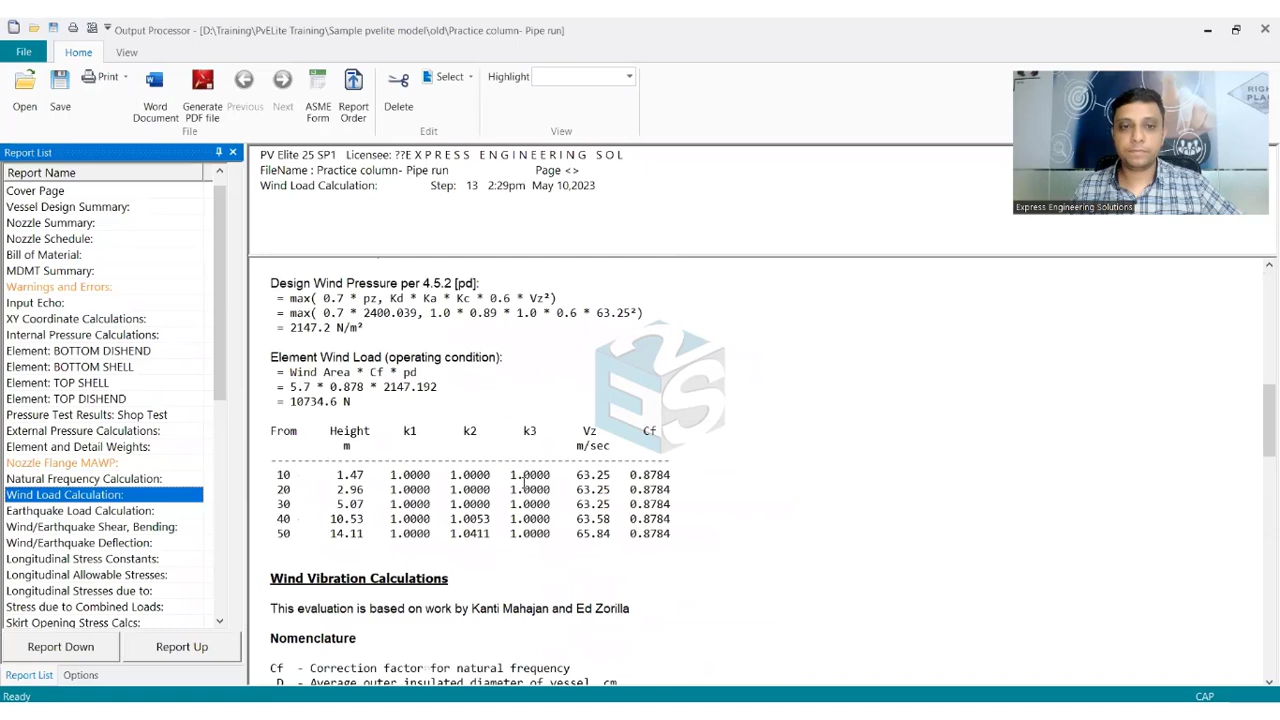 Output Processor - [D:\Training\PvELite Training\Sample pvelite model\old\Practice column- Pipe run]
File
Home
View
Open
Save
Print
Word Document
Generate PDF file
Previous
Next
ASME Form
Report Order
Delete
Select
Highlight
File
Edit
View
RIGH
PLAC
Express Engineering Solutions
Report List
Report Name
Cover Page
Vessel Design Summary:
Nozzle Summary:
Nozzle Schedule:
Bill of Material:
MDMT Summary:
Warnings and Errors:
Input Echo:
XY Coordinate Calculations:
Internal Pressure Calculations:
Element: BOTTOM DISHEND
Element: BOTTOM SHELL
Element: TOP SHELL
Element: TOP DISHEND
Pressure Test Results: Shop Test
External Pressure Calculations:
Element and Detail Weights:
Nozzle Flange MAWP:
Natural Frequency Calculation:
Wind Load Calculation:
Earthquake Load Calculation:
Wind/Earthquake Shear, Bending:
Wind/Earthquake Deflection:
Longitudinal Stress Constants:
Longitudinal Allowable Stresses:
Longitudinal Stresses due to:
Stress due to Combined Loads:
Skirt Opening Stress Calcs:
Report Down
Report Up
Report List
Options
PV Elite 25 SP1 Licensee: ??E X P R E S S E N G I N E E R I N G S O L
FileName : Practice column- Pipe run Page <>
Wind Load Calculation: Step: 13 2:29pm May 10,2023
Design Wind Pressure per 4.5.2 [pd]:
= max( 0.7 * pz, Kd * Ka * Kc * 0.6 * Vz²)
= max( 0.7 * 2400.039, 1.0 * 0.89 * 1.0 * 0.6 * 63.25²)
= 2147.2 N/m²
Element Wind Load (operating condition):
= Wind Area * Cf * pd
= 5.7 * 0.878 * 2147.192
= 10734.6 N
From Height k1 k2 k3 Vz Cf
m m/sec
--------------------------------------------------------
10 1.47 1.0000 1.0000 1.0000 63.25 0.8784
20 2.96 1.0000 1.0000 1.0000 63.25 0.8784
30 5.07 1.0000 1.0000 1.0000 63.25 0.8784
40 10.53 1.0000 1.0053 1.0000 63.58 0.8784
50 14.11 1.0000 1.0411 1.0000 65.84 0.8784
E2S
Wind Vibration Calculations
This evaluation is based on work by Kanti Mahajan and Ed Zorilla
Nomenclature
Cf - Correction factor for natural frequency
D - Average outer insulated diameter of vessel cm
Ready
CAP